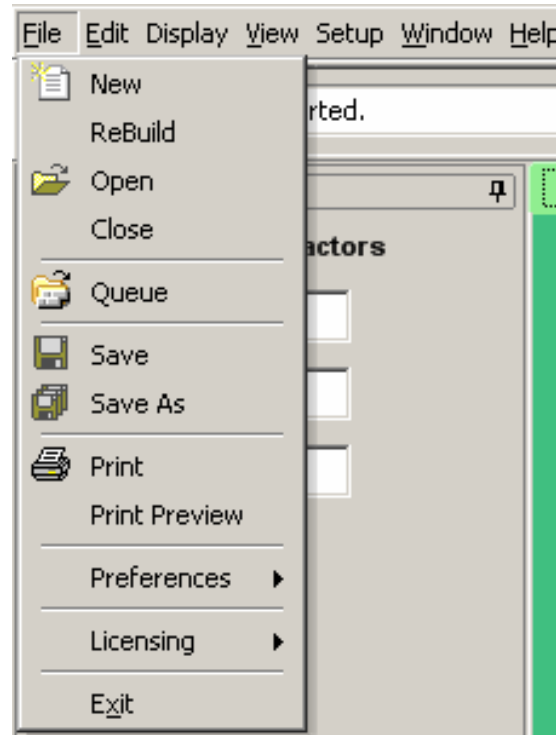 File Edit Display View Setup Window Help
New
rted.
ReBuild
Open
Close
actors
Queue
Save
Save As
Print
Print Preview
Preferences
Licensing
Exit